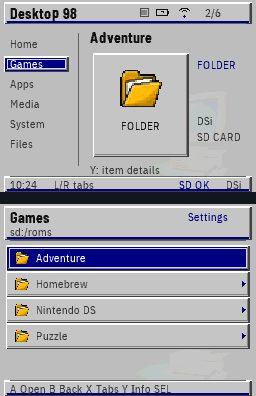 Desktop 98 2/6
Home
Games
Apps
Media
System
Files
Adventure
FOLDER
FOLDER
DSi
SD CARD
Y: item details
10:24 L/R tabs SD OK DSi
Games Settings
sd:/roms
Adventure
Homebrew
Nintendo DS
Puzzle
A Open B Back X Tabs Y Info SEL